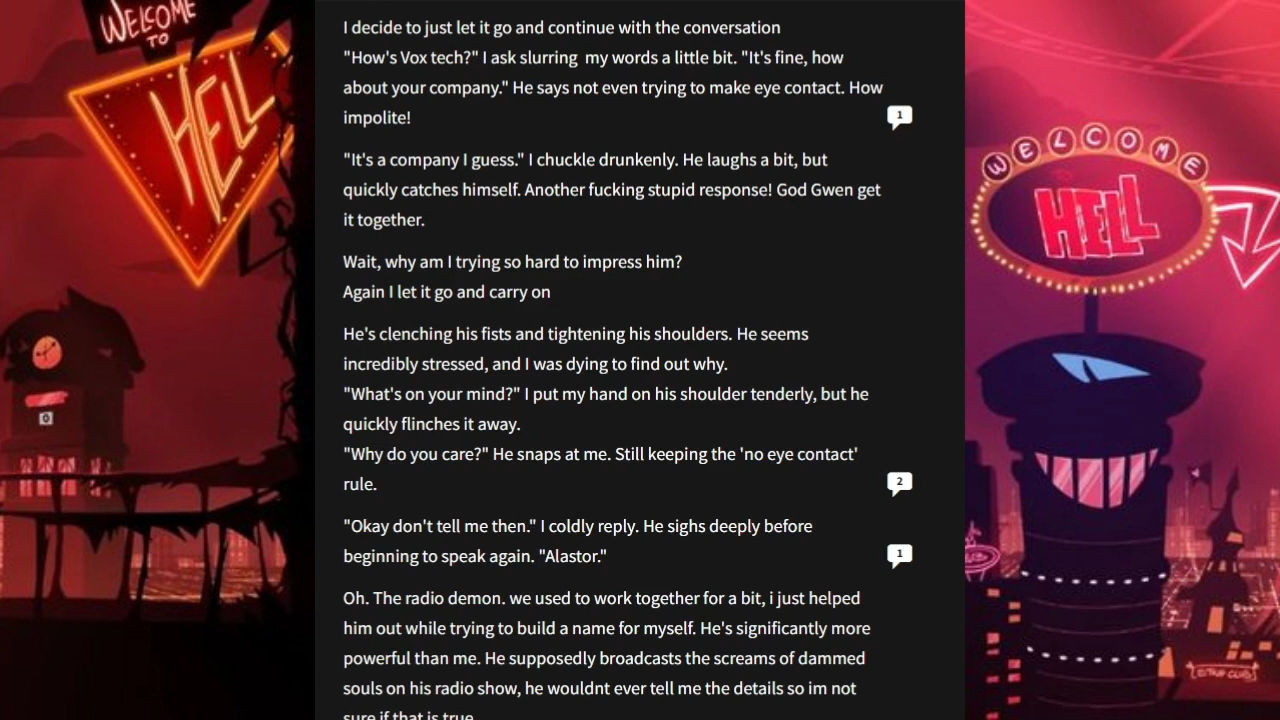 WELCOME
TO
HELL
I decide to just let it go and continue with the conversation
"How's Vox tech?" I ask slurring  my words a little bit. "It's fine, how
about your company." He says not even trying to make eye contact. How
impolite!
1
"It's a company I guess." I chuckle drunkenly. He laughs a bit, but
quickly catches himself. Another fucking stupid response! God Gwen get
it together.
Wait, why am I trying so hard to impress him?
Again I let it go and carry on
He's clenching his fists and tightening his shoulders. He seems
incredibly stressed, and I was dying to find out why.
"What's on your mind?" I put my hand on his shoulder tenderly, but he
quickly flinches it away.
"Why do you care?" He snaps at me. Still keeping the 'no eye contact'
rule.
2
"Okay don't tell me then." I coldly reply. He sighs deeply before
beginning to speak again. "Alastor."
1
Oh. The radio demon. we used to work together for a bit, i just helped
him out while trying to build a name for myself. He's significantly more
powerful than me. He supposedly broadcasts the screams of dammed
souls on his radio show, he wouldnt ever tell me the details so im not
sure if that is true
WELCOME
HELL